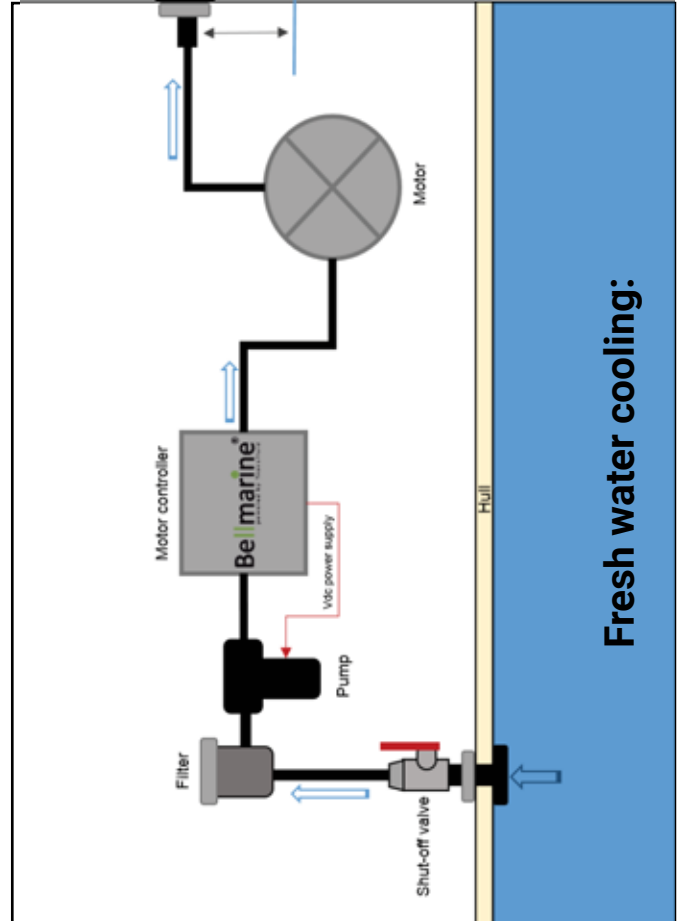 Motor controller
Filter
Bellmarine®
Vdc power supply
Pump
Shut-off valve
Motor
Hull
Fresh water cooling: